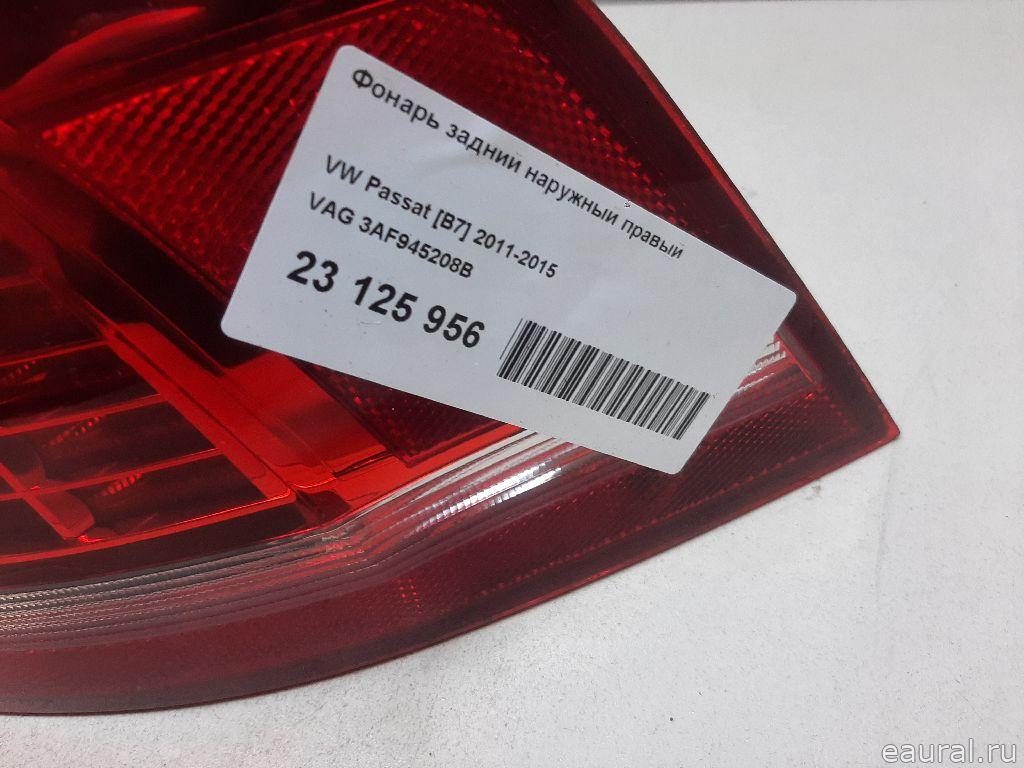 Фонарь задний наружный правый
VW Passat [B7] 2011-2015
VAG 3AF945208B
23 125 956
eaural.ru